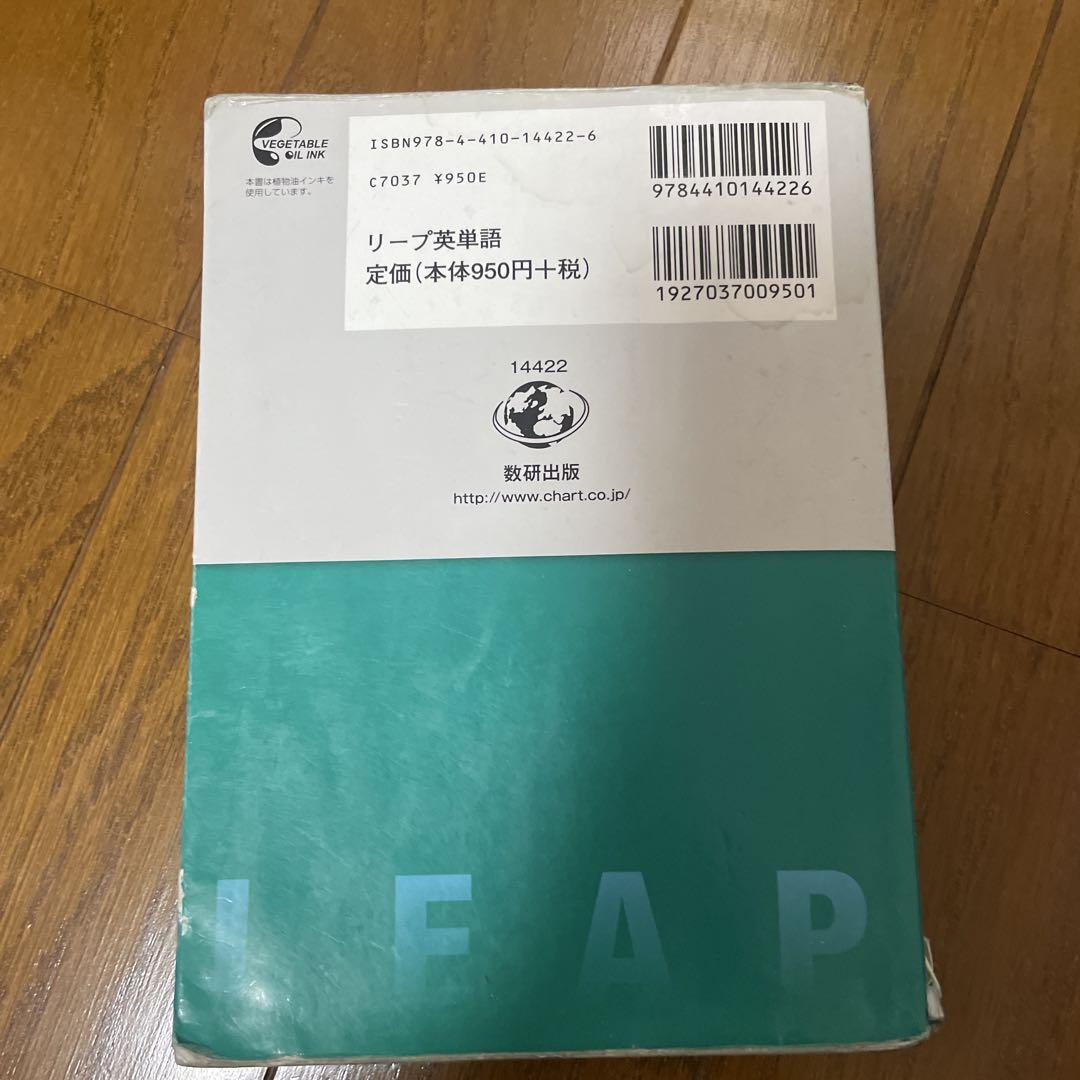 VEGETABLE
OIL INK
本書は植物油インキを
使用しています。
ISBN978-4-410-14422-6
C7037 ¥950E
リープ英単語
定価(本体950円+税)
9784410144226
1927037009501
14422
数研出版
http://www.chart.co.jp/
LEAP